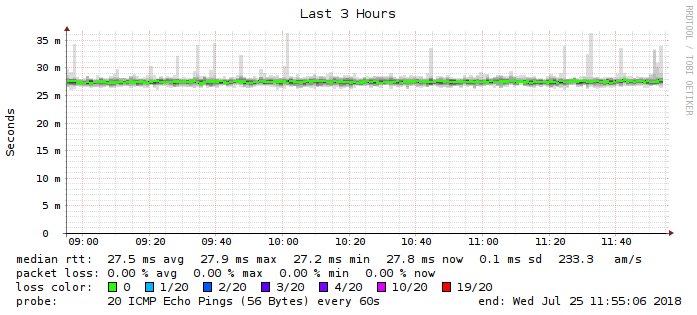 Last 3 Hours
RRDTOOL / TOBI OETIKER
Seconds
35 m
30 m
25 m
20 m
15 m
10 m
5 m
0
09:00 09:20 09:40 10:00 10:20 10:40 11:00 11:20 11:40
median rtt: 27.5 ms avg 27.9 ms max 27.2 ms min 27.8 ms now 0.1 ms sd 233.3 am/s
packet loss: 0.00 % avg 0.00 % max 0.00 % min 0.00 % now
loss color: 0 1/20 2/20 3/20 4/20 10/20 19/20
probe: 20 ICMP Echo Pings (56 Bytes) every 60s end: Wed Jul 25 11:55:06 2018